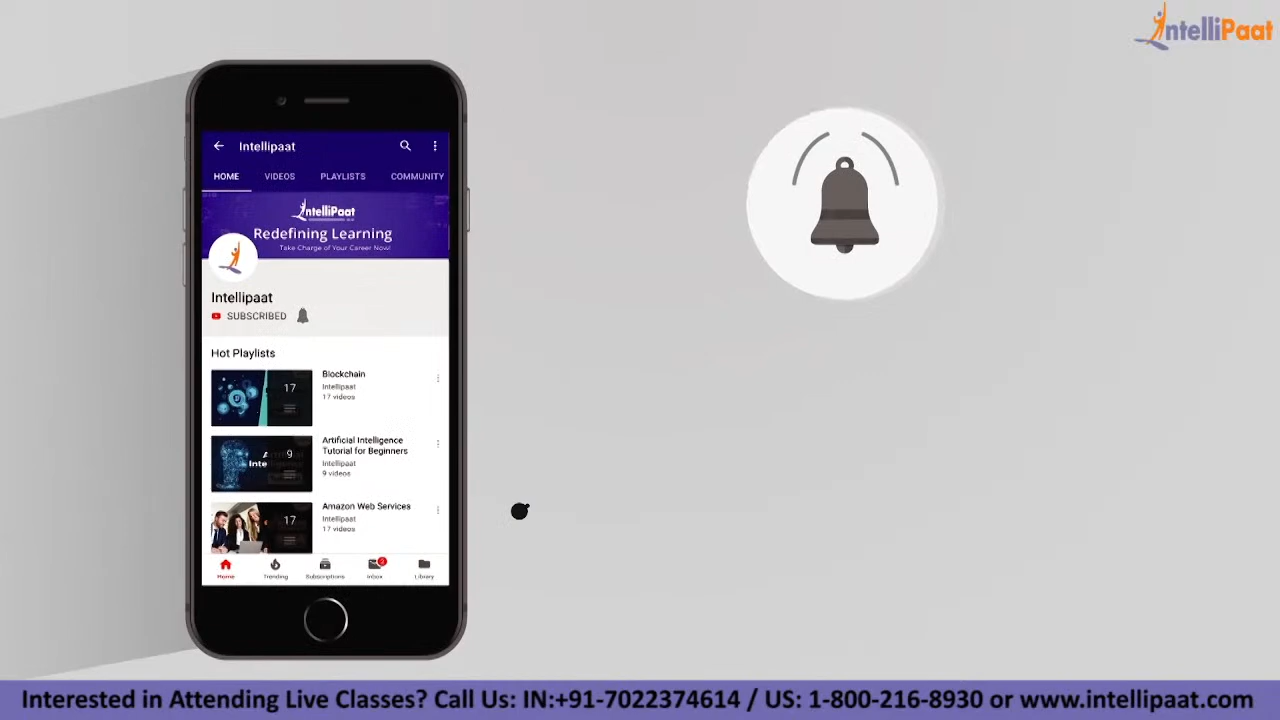 IntelliPaat
Intellipaat
HOME VIDEOS PLAYLISTS COMMUNITY
IntelliPaat
Redefining Learning
Take Charge of Your Career Now!
Intellipaat
SUBSCRIBED
Hot Playlists
17
Blockchain
Intellipaat
17 videos
9
Inte
Artificial Intelligence
Tutorial for Beginners
Intellipaat
9 videos
17
Amazon Web Services
Intellipaat
17 videos
Home Trending Subscriptions Inbox Library
Interested in Attending Live Classes? Call Us: IN:+91-7022374614 / US: 1-800-216-8930 or www.intellipaat.com